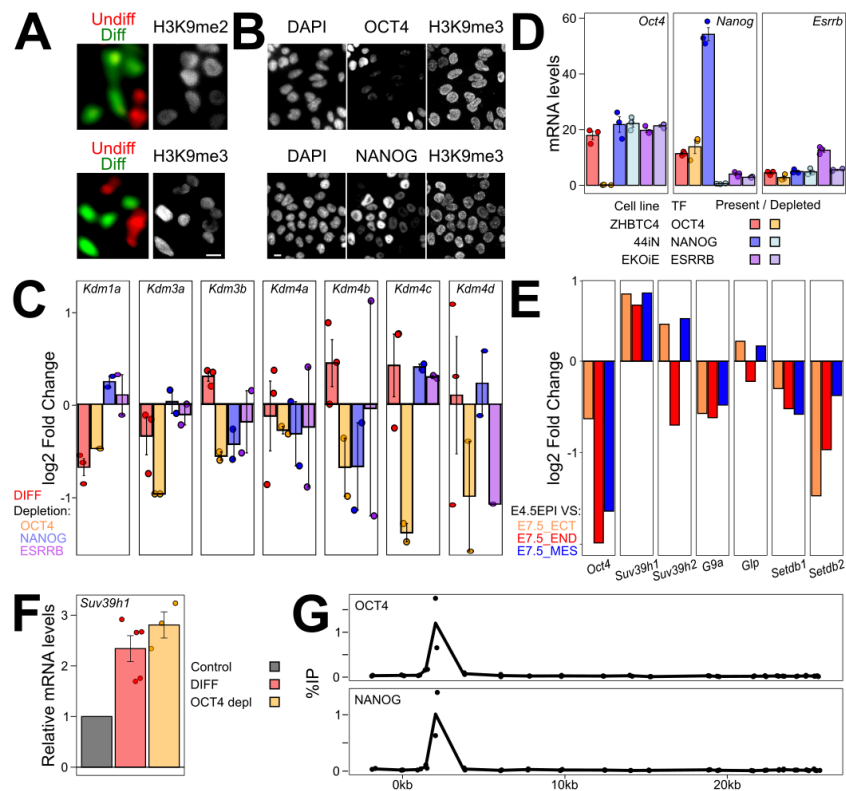 A
Undiff
Diff
H3K9me2
Undiff
Diff
H3K9me3
B
DAPI
OCT4
H3K9me3
DAPI
NANOG
H3K9me3
D
Oct4
Nanog
Esrrb
mRNA levels
60
40
20
0
Cell line
TF
Present / Depleted
ZHBTC4
OCT4
44iN
NANOG
EKOiE
ESRRB
C
Kdm1a
Kdm3a
Kdm3b
Kdm4a
Kdm4b
Kdm4c
Kdm4d
log2 Fold Change
1
0
-1
DIFF
Depletion:
OCT4
NANOG
ESRRB
E
log2 Fold Change
1
0
-1
E4.5EPI VS:
E7.5_ECT
E7.5_END
E7.5_MES
Oct4
Suv39h1
Suv39h2
G9a
Glp
Setdb1
Setdb2
F
Suv39h1
Relative mRNA levels
3
2
1
0
Control
DIFF
OCT4 depl
G
OCT4
1
0
%IP
NANOG
1
0
0kb
10kb
20kb